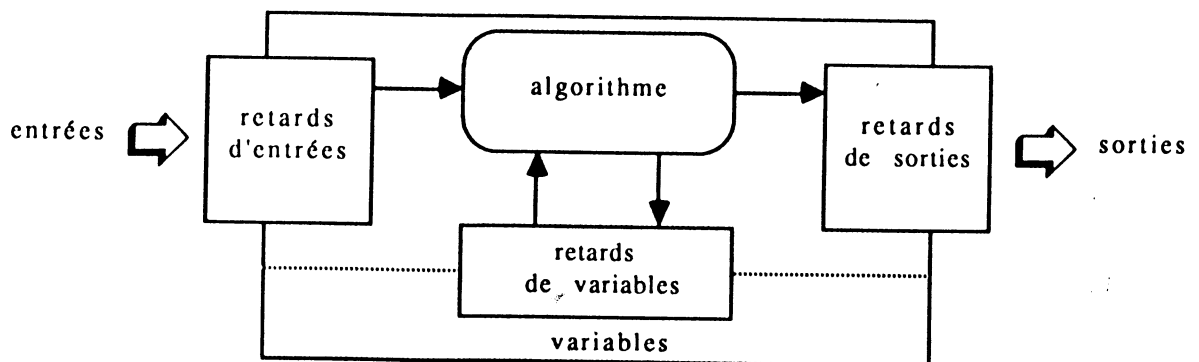 entrées
retards
d'entrées
algorithme
retards
de sorties
sorties
retards
de variables
variables